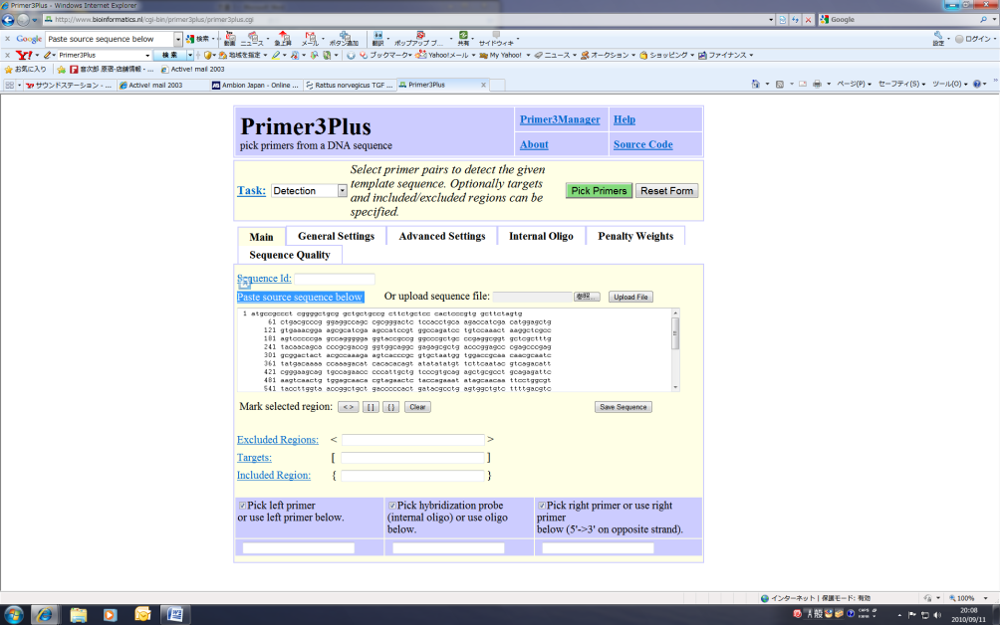 Primer3Plus - Windows Internet Explorer
http://www.bioinformatics.nl/cgi-bin/primer3plus/primer3plus.cgi
Google
Google Paste source sequence below 検索 動画 ニュース 急上昇 メール ボタン追加 翻訳 ポップアップ ブ... 共有 サイドウィキ 設定 ログイン
Y! Primer3Plus 検索 地域を指定 ブックマーク Yahoo!メール My Yahoo! ニュース オークション ショッピング ファイナンス
お気に入り Active! mail 2003
サウンドステーション - ... Active! mail 2003 Ambion Japan - Online ... Rattus norvegicus TGF ... Primer3Plus ページ(P) セーフティ(S) ツール(O)
Primer3Plus
pick primers from a DNA sequence
Primer3Manager Help
About Source Code
Task: Detection
Select primer pairs to detect the given
template sequence. Optionally targets
and included/excluded regions can be
specified.
Pick Primers Reset Form
Main General Settings Advanced Settings Internal Oligo Penalty Weights
Sequence Quality
Sequence Id:
Paste source sequence below Or upload sequence file: 参照... Upload File
1 atgccgccct cggggctgcg gctgctgccg cttctgctcc cactcccgtg gcttctagtg
61 ctgacgcccg ggaggccagc cgcgggactc tccacctgca agaccatcga catggagctg
121 gtgaaacgga agcgcatcga agccatccgt ggccagatcc tgtccaaact aaggctcgcc
181 agtcccccga gccaggggga ggtaccgccg ggcccgctgc ccgaggcggt gctcgctttg
241 tacaacagca cccgcgaccg ggtggcaggc gagagcgctg acccggagcc cgagcccgag
301 gcggactact acgccaaaga agtcacccgc gtgctaatgg tggaccgcaa caacgcaatc
361 tatgacaaaa ccaaagacat cacacacagt atatatatgt tcttcaatac gtcagacatt
421 cgggaagcag tgccagaacc cccattgctg tcccgtgcag agctgcgcct gcagagattc
481 aagtcaactg tggagcaaca cgtagaactc taccagaaat atagcaacaa ttcctggcgt
541 taccttggta accggctgct gacccccact gatacgcctg agtggctgtc ttttgacgtc
Mark selected region: < > [ ] { } Clear Save Sequence
Excluded Regions: < >
Targets: [ ]
Included Region: { }
Pick left primer
or use left primer below.
Pick hybridization probe
(internal oligo) or use oligo
below.
Pick right primer or use right
primer
below (5'->3' on opposite strand).
インターネット | 保護モード: 有効 100%
A 般 CAPS KANA
20:08
2010/09/11